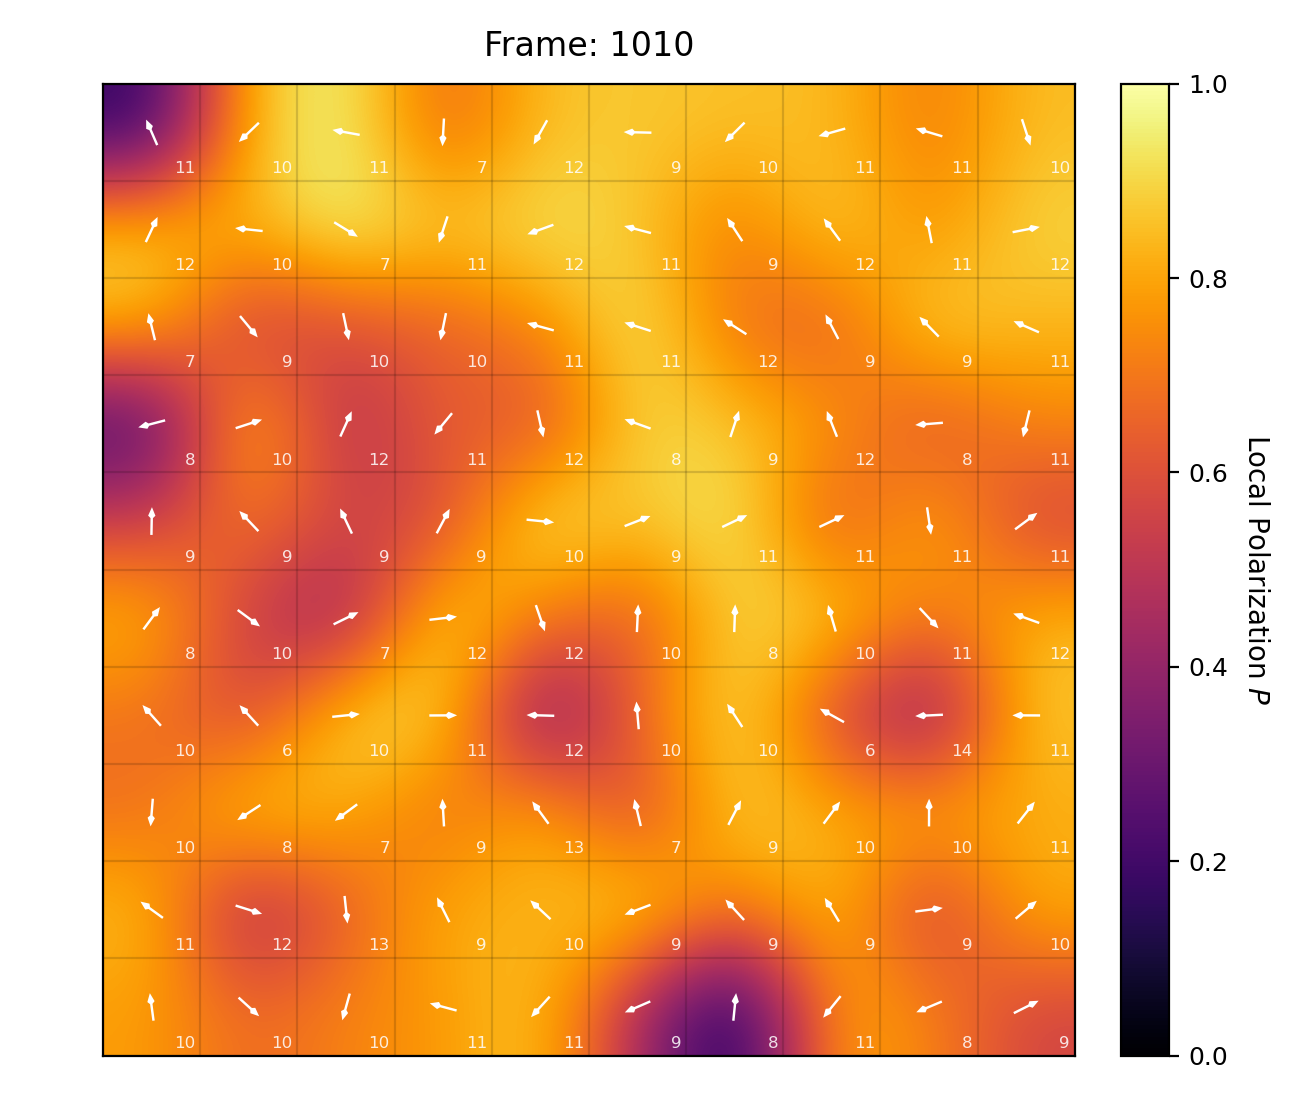 Frame: 1010
11 10 11 7 12 9 10 11 11 10
12 10 7 11 12 11 9 12 11 12
7 9 10 10 11 11 12 9 9 11
8 10 12 11 12 8 9 12 8 11
9 9 9 9 10 9 11 11 11 11
8 10 7 12 12 10 8 10 11 12
10 6 10 11 12 10 10 6 14 11
10 8 7 9 13 7 9 10 10 11
11 12 13 9 10 9 9 9 9 10
10 10 10 11 11 9 8 11 8 9
1.0
0.8
0.6
0.4
0.2
0.0
Local Polarization P